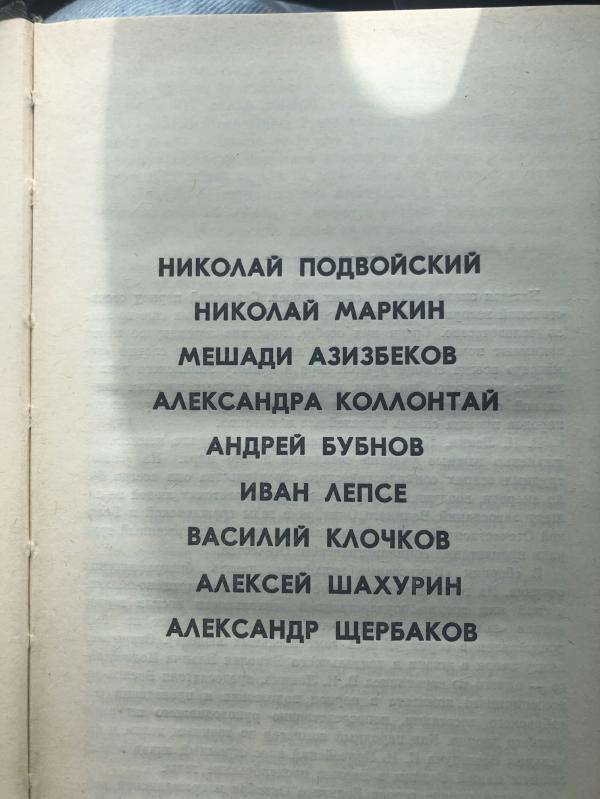 НИКОЛАЙ ПОДВОЙСКИЙ
НИКОЛАЙ МАРКИН
МЕШАДИ АЗИЗБЕКОВ
АЛЕКСАНДРА КОЛЛОНТАЙ
АНДРЕЙ БУБНОВ
ИВАН ЛЕПСЕ
ВАСИЛИЙ КЛОЧКОВ
АЛЕКСЕЙ ШАХУРИН
АЛЕКСАНДР ЩЕРБАКОВ